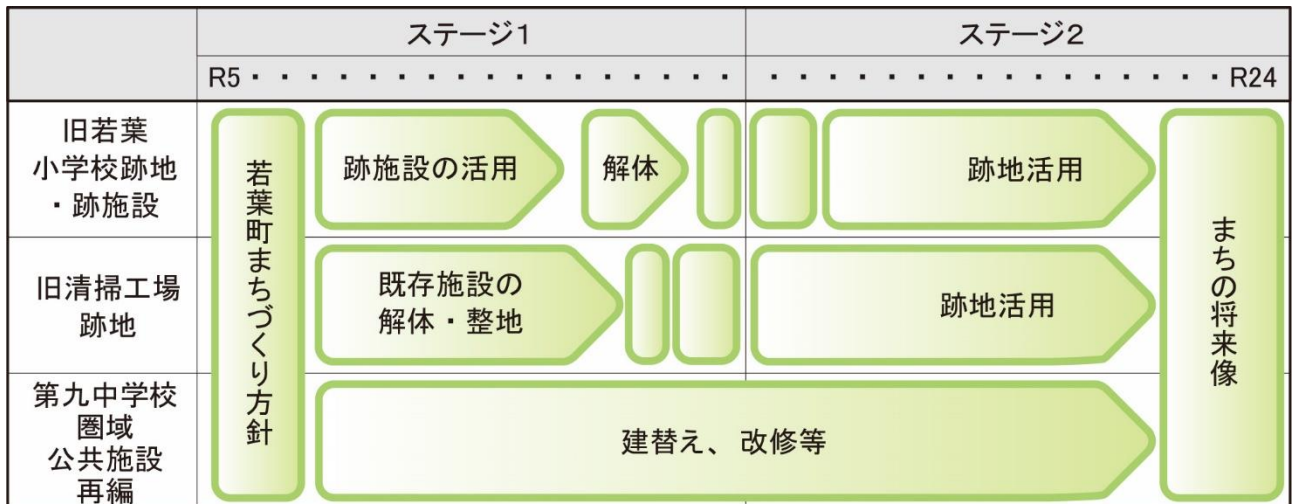 ステージ1
ステージ2
R5・・・・・・・・・・・・・・・・・
・・・・・・・・・・・・・・・・R24
旧若葉
小学校跡地
・跡施設
旧清掃工場
跡地
第九中学校
圏域
公共施設
再編
若葉町まちづくり方針
跡施設の活用
解体
跡地活用
既存施設の
解体・整地
跡地活用
建替え、改修等
まちの将来像